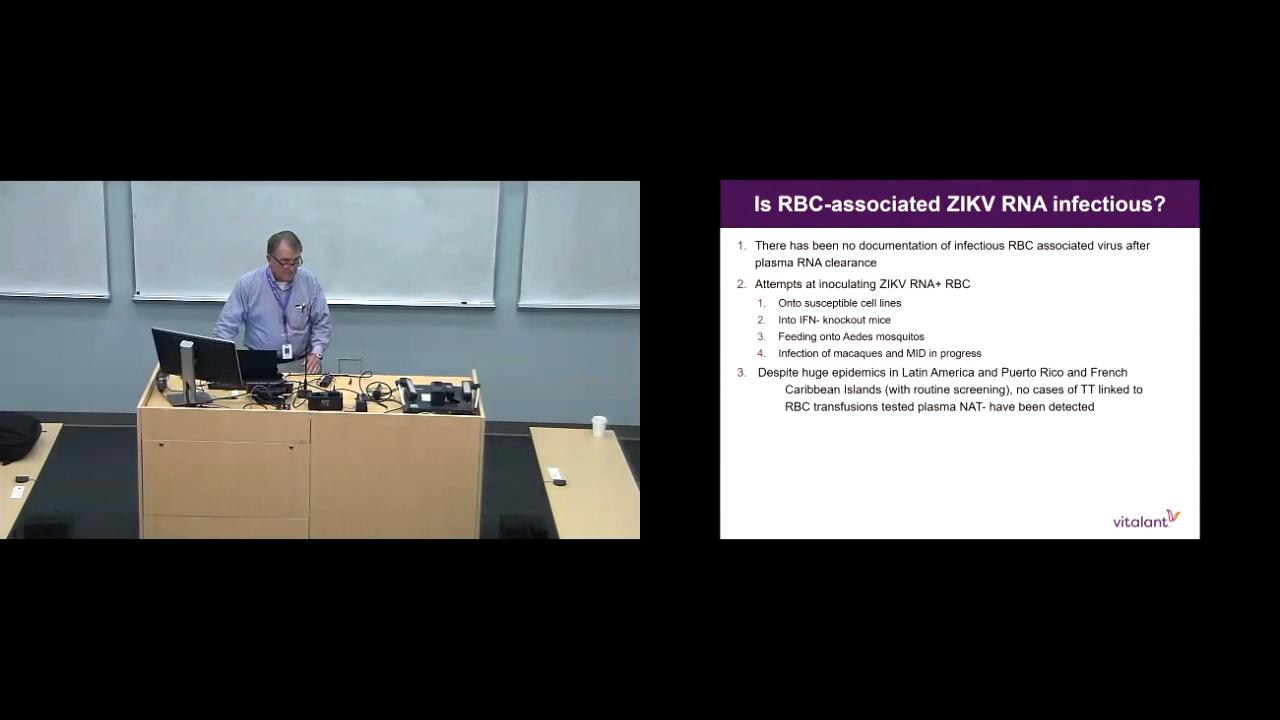 Is RBC-associated ZIKV RNA infectious?
1. There has been no documentation of infectious RBC associated virus after
plasma RNA clearance
2. Attempts at inoculating ZIKV RNA+ RBC
1. Onto susceptible cell lines
2. Into IFN- knockout mice
3. Feeding onto Aedes mosquitos
4. Infection of macaques and MID in progress
3. Despite huge epidemics in Latin America and Puerto Rico and French
Caribbean Islands (with routine screening), no cases of TT linked to
RBC transfusions tested plasma NAT- have been detected
vitalant